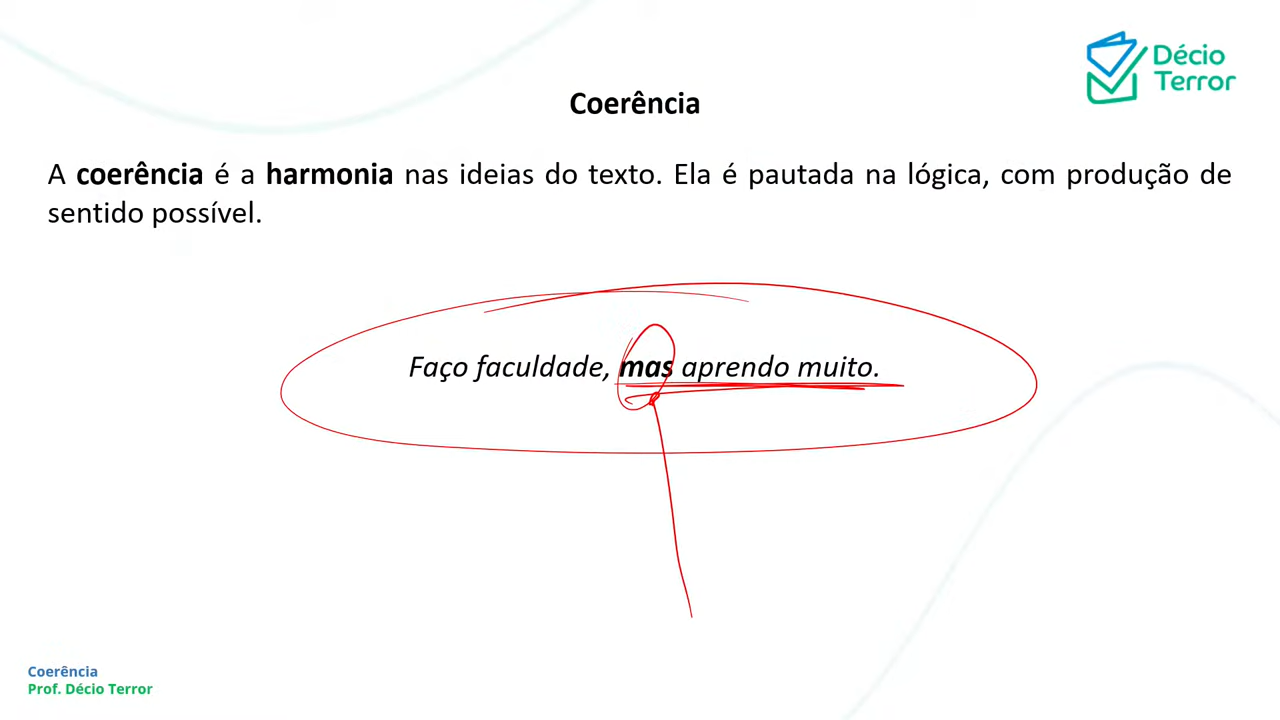 Décio
Terror
Coerência
A coerência é a harmonia nas ideias do texto. Ela é pautada na lógica, com produção de
sentido possível.
Faço faculdade, mas aprendo muito.
Coerência
Prof. Décio Terror